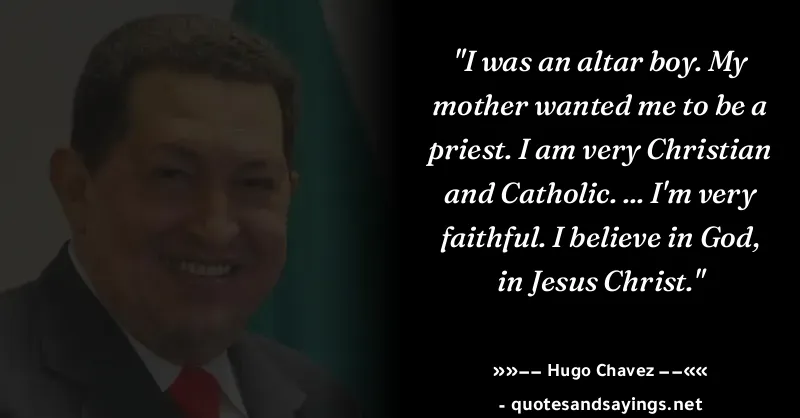 "I was an altar boy. My
mother wanted me to be a
priest. I am very Christian
and Catholic. ... I'm very
faithful. I believe in God,
in Jesus Christ."
»»−− Hugo Chavez −−««
- quotesandsayings.net